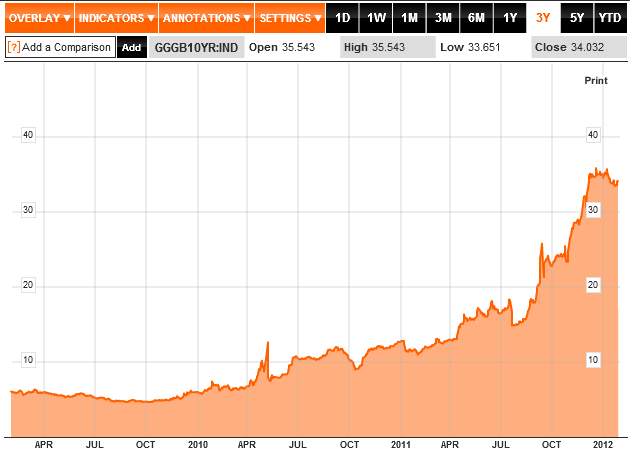 OVERLAY ▾ INDICATORS ▾ ANNOTATIONS ▾ SETTINGS ▾ 1D 1W 1M 3M 6M 1Y 3Y 5Y YTD
[?] Add a Comparison Add GGGB10YR:IND Open 35.543 High 35.543 Low 33.651 Close 34.032
Print
40 40
30 30
20 20
10 10
APR JUL OCT 2010 APR JUL OCT 2011 APR JUL OCT 2012